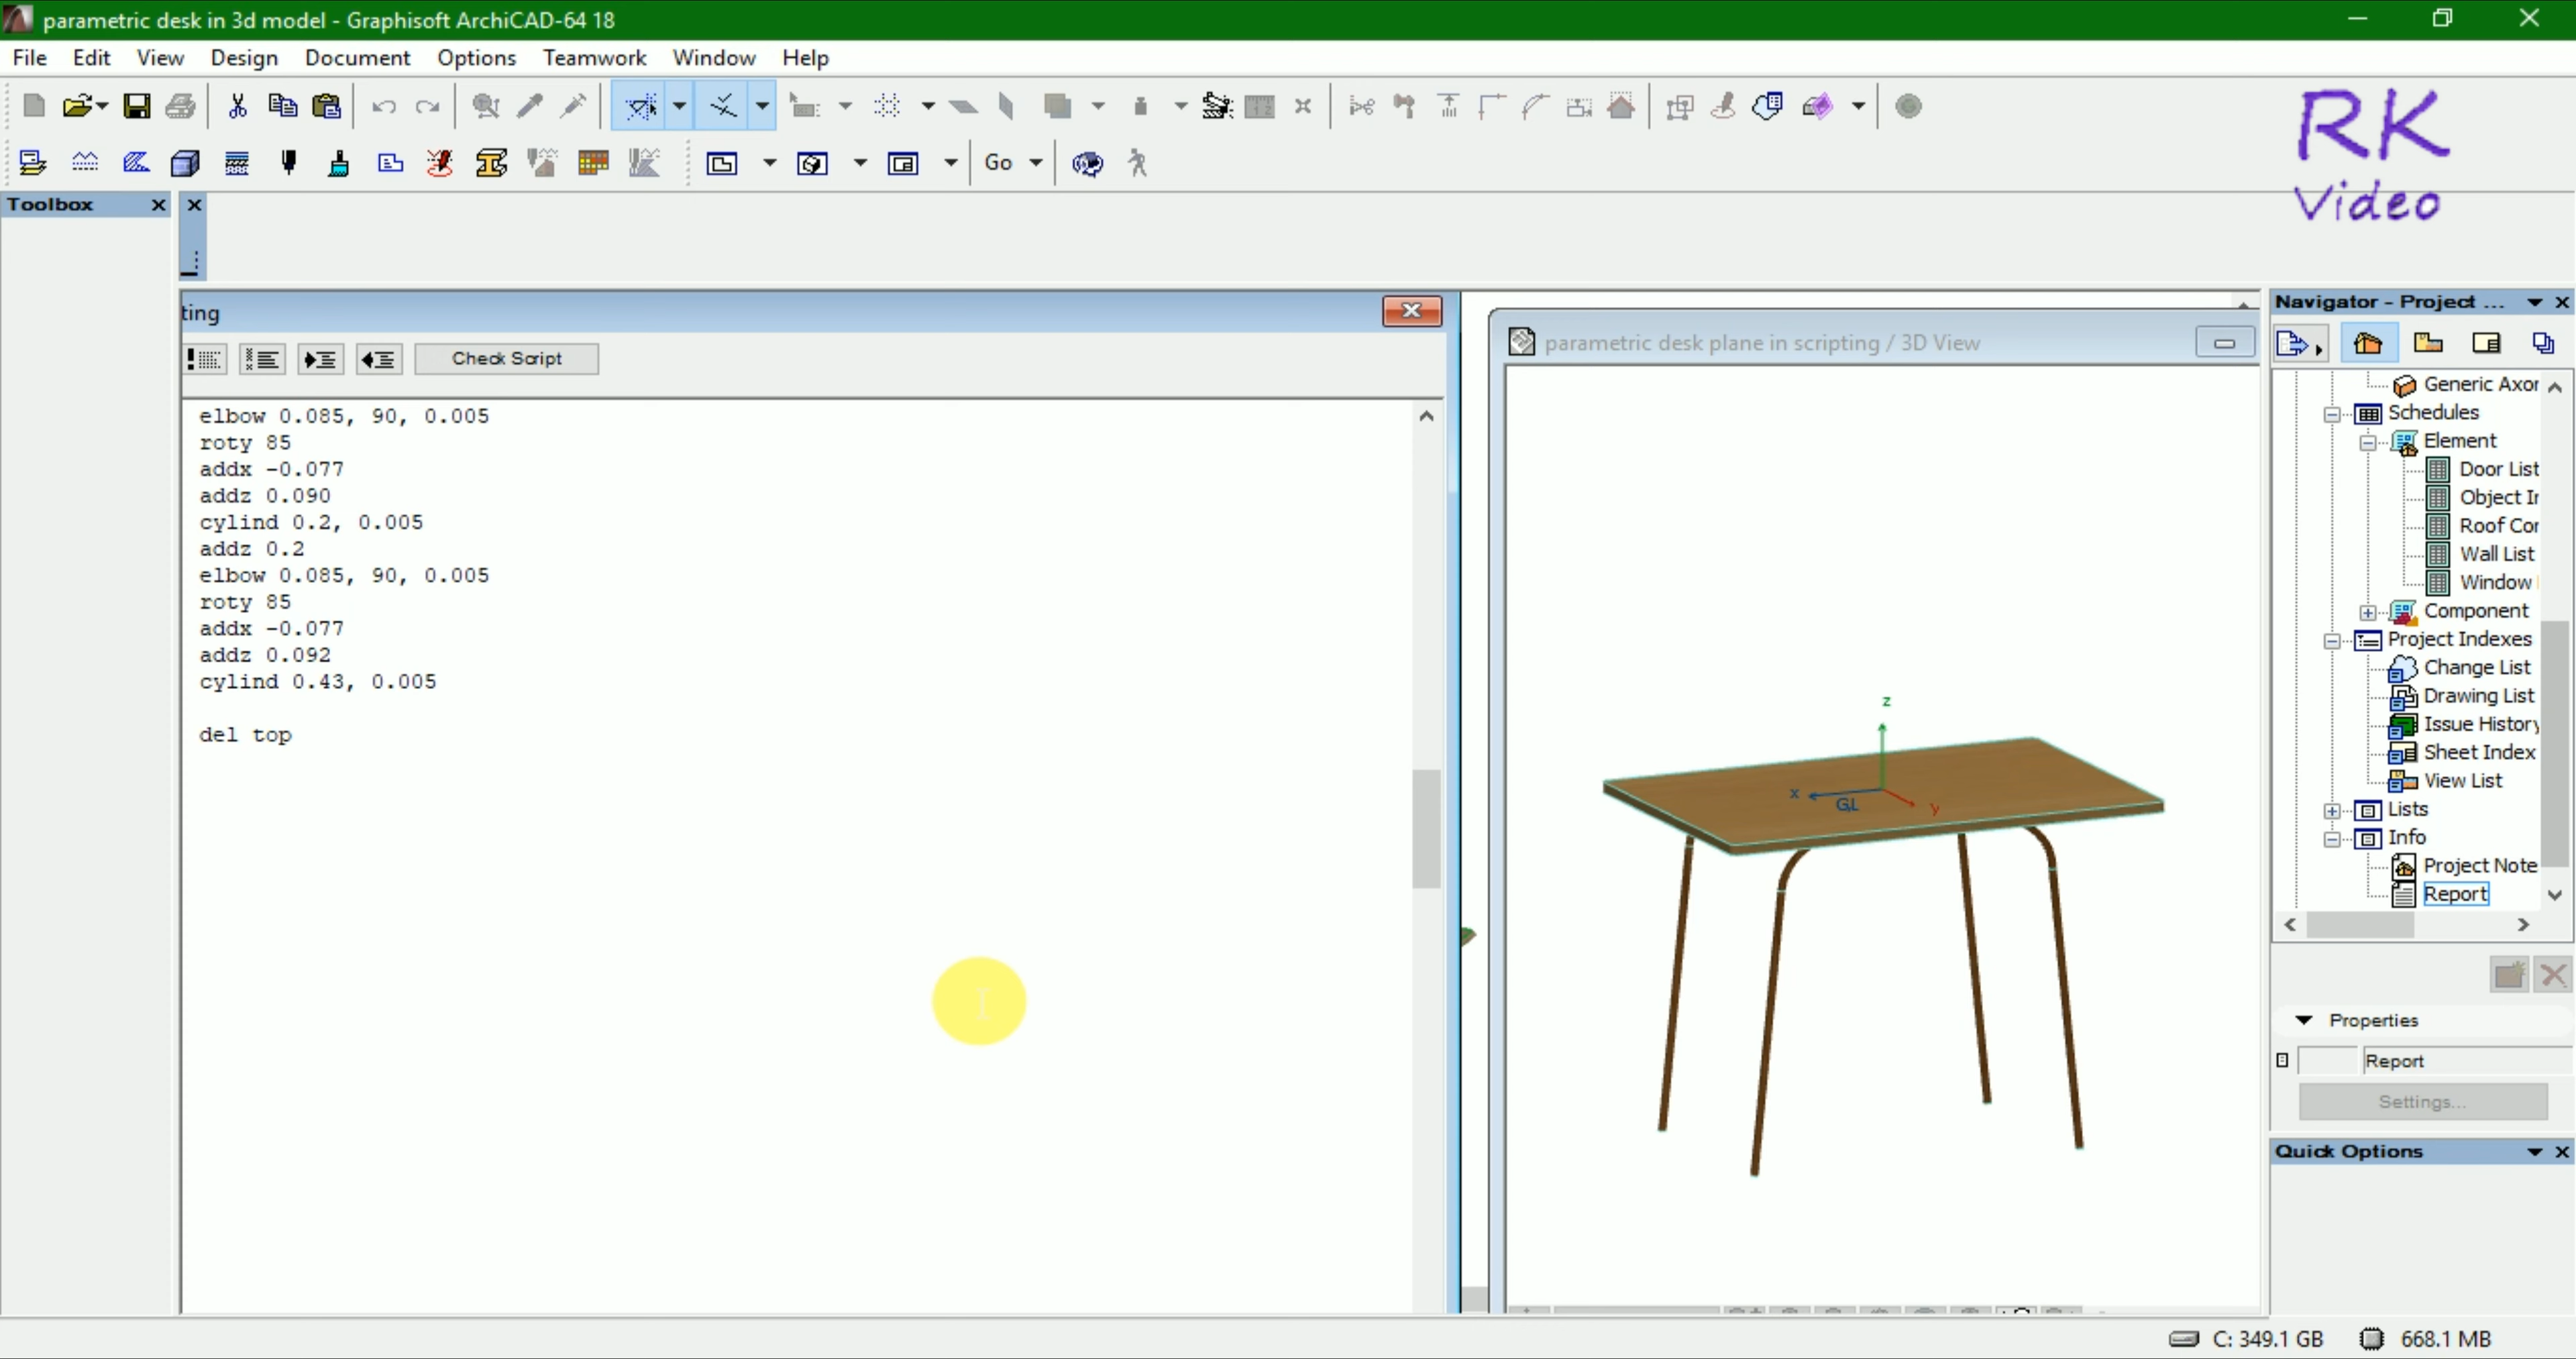 parametric desk in 3d model - Graphisoft ArchiCAD-64 18
File Edit View Design Document Options Teamwork Window Help
RK
Video
Go
Toolbox
ting
Check Script
elbow 0.085, 90, 0.005
roty 85
addx -0.077
addz 0.090
cylind 0.2, 0.005
addz 0.2
elbow 0.085, 90, 0.005
roty 85
addx -0.077
addz 0.092
cylind 0.43, 0.005
del top
parametric desk plane in scripting / 3D View
z
x
GL
y
Navigator - Project ...
Generic Axor
Schedules
Element
Door List
Object Ir
Roof Cor
Wall List
Window
Component
Project Indexes
Change List
Drawing List
Issue History
Sheet Index
View List
Lists
Info
Project Note
Report
Properties
Report
Settings...
Quick Options
C: 349.1 GB 668.1 MB